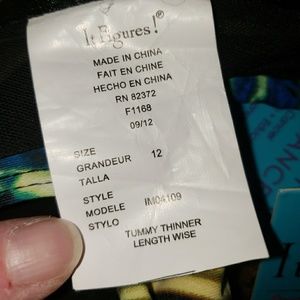 It Figures!®
MADE IN CHINA
FAIT EN CHINE
HECHO EN CHINA
RN 82372
F1168
09/12
SIZE
GRANDEUR 12
TALLA
STYLE
MODELE IM04109
STYLO
TUMMY THINNER
LENGTH WISE